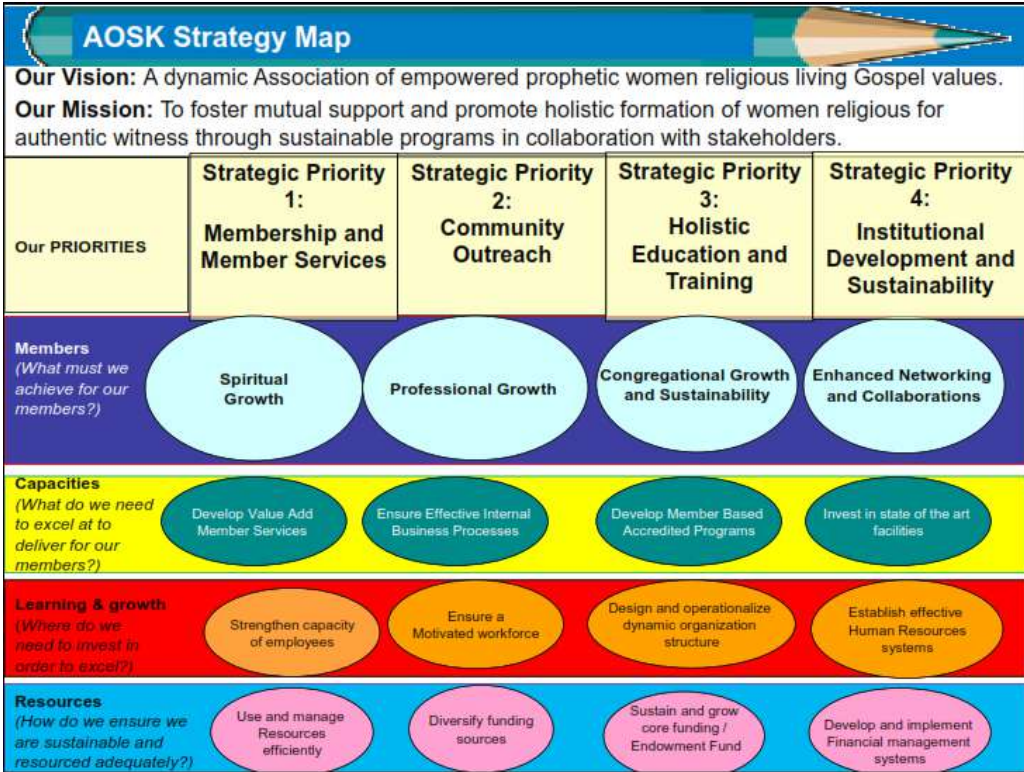 AOSK Strategy Map
Our Vision: A dynamic Association of empowered prophetic women religious living Gospel values.
Our Mission: To foster mutual support and promote holistic formation of women religious for
authentic witness through sustainable programs in collaboration with stakeholders.
Our PRIORITIES
Strategic Priority
1:
Membership and
Member Services
Strategic Priority
2:
Community
Outreach
Strategic Priority
3:
Holistic
Education and
Training
Strategic Priority
4:
Institutional
Development and
Sustainability
Members
(What must we
achieve for our
members?)
Spiritual
Growth
Professional Growth
Congregational Growth
and Sustainability
Enhanced Networking
and Collaborations
Capacities
(What do we need
to excel at to
deliver for our
members?)
Develop Value Add
Member Services
Ensure Effective Internal
Business Processes
Develop Member Based
Accredited Programs
Invest in state of the art
facilities
Learning & growth
(Where do we
need to invest in
order to excel?)
Strengthen capacity
of employees
Ensure a
Motivated workforce
Design and operationalize
dynamic organization
structure
Establish effective
Human Resources
systems
Resources
(How do we ensure we
are sustainable and
resourced adequately?)
Use and manage
Resources
efficiently
Diversify funding
sources
Sustain and grow
core funding /
Endowment Fund
Develop and implement
Financial management
systems